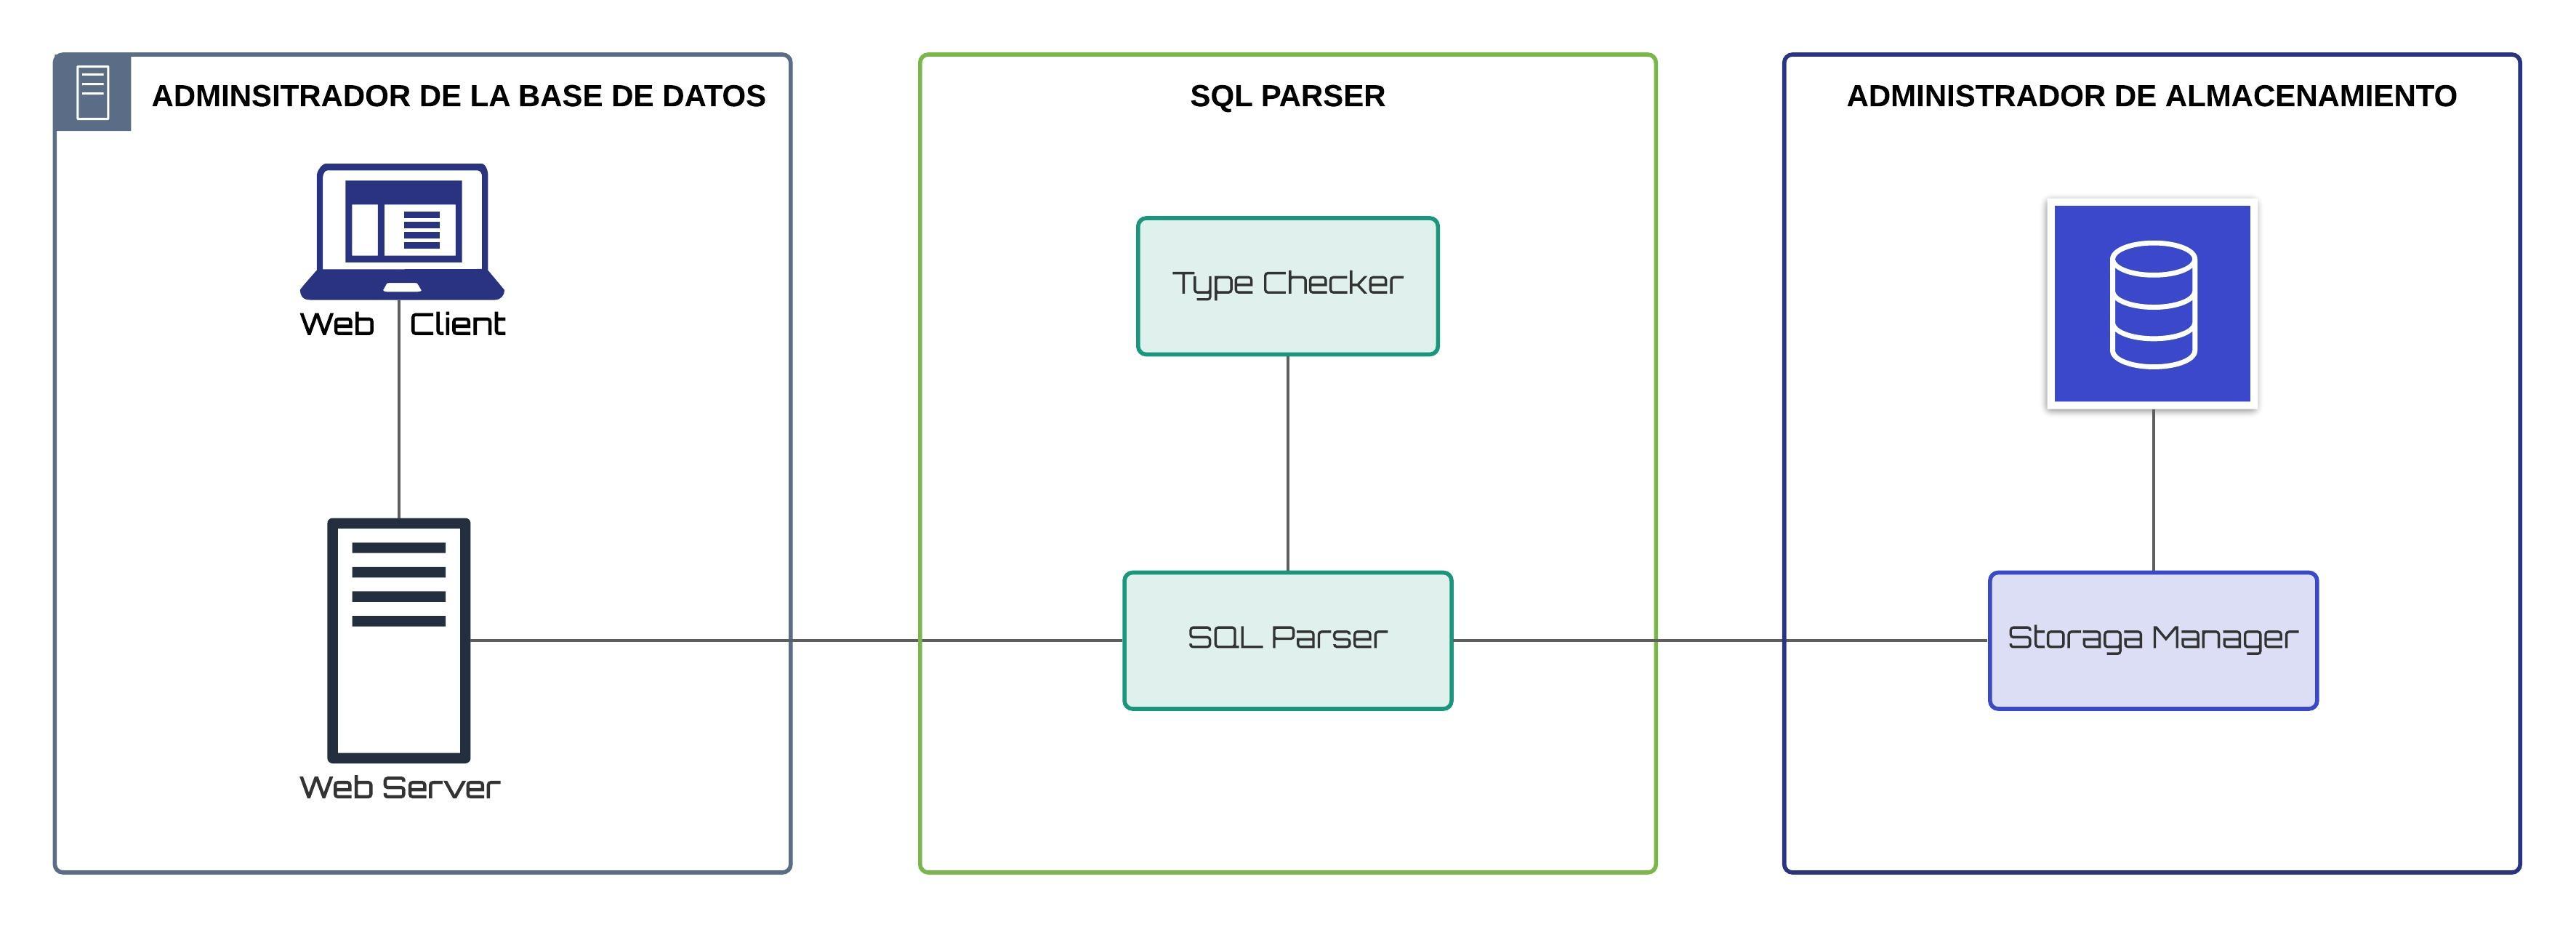 ADMINSITRADOR DE LA BASE DE DATOS
Web Client
Web Server
SQL PARSER
Type Checker
SQL Parser
ADMINISTRADOR DE ALMACENAMIENTO
Storaga Manager